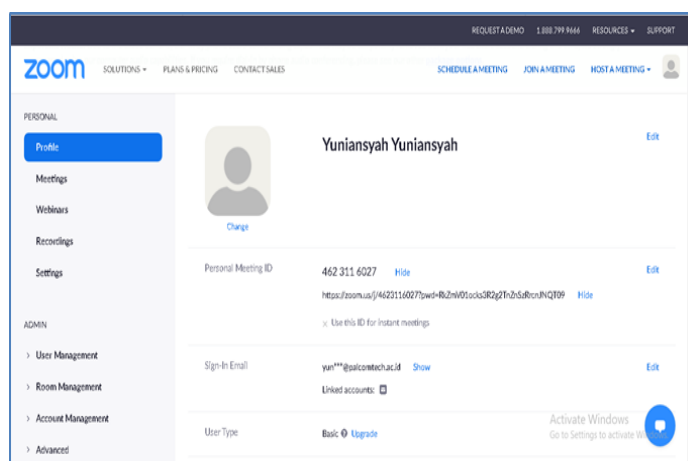 REQUEST A DEMO 1.888.799.9666 RESOURCES SUPPORT
zoom SOLUTIONS PLANS & PRICING CONTACT SALES SCHEDULE A MEETING JOIN A MEETING HOST A MEETING
PERSONAL
Profile
Meetings
Webinars
Recordings
Settings
ADMIN
User Management
Room Management
Account Management
Advanced
Yuniansyah Yuniansyah Edit
Change
Personal Meeting ID 462 311 6027 Hide Edit
Hide
× Use this ID for instant meetings
Sign-In Email yun***@palcomtech.ac.id Show Edit
Linked accounts:
User Type Basic Upgrade
Activate Windows
Go to Settings to activate